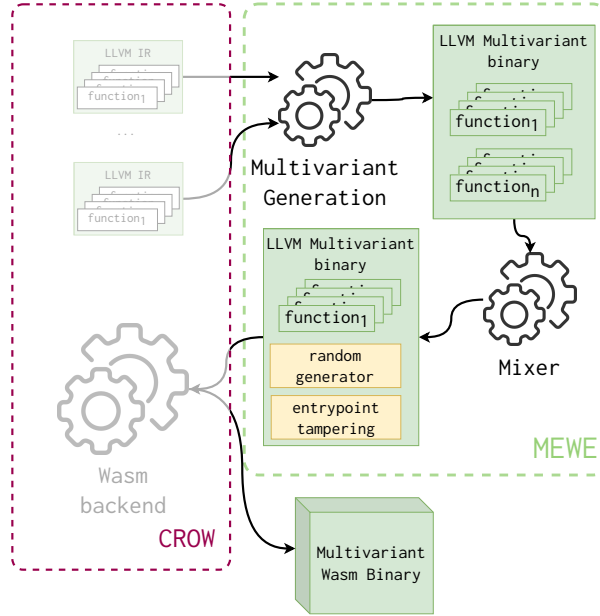 LLVM IR
function₁
...
LLVM IR
function₁
Multivariant
Generation
LLVM Multivariant
binary
function₁
functionₙ
Mixer
LLVM Multivariant
binary
function₁
random
generator
entrypoint
tampering
MEWE
Wasm
backend
CROW
Multivariant
Wasm Binary